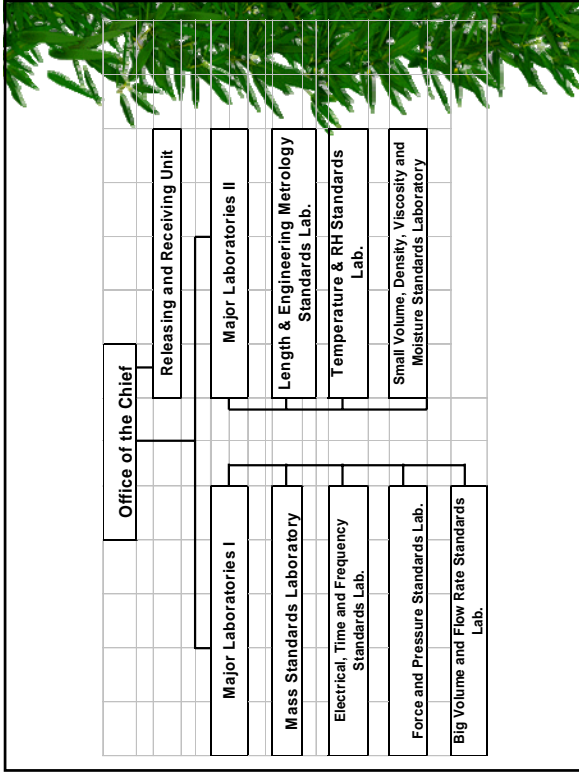 Office of the Chief
Releasing and Receiving Unit
Major Laboratories I
Mass Standards Laboratory
Electrical, Time and Frequency
Standards Lab.
Force and Pressure Standards Lab.
Big Volume and Flow Rate Standards
Lab.
Major Laboratories II
Length & Engineering Metrology
Standards Lab.
Temperature & RH Standards
Lab.
Small Volume, Density, Viscosity and
Moisture Standards Laboratory